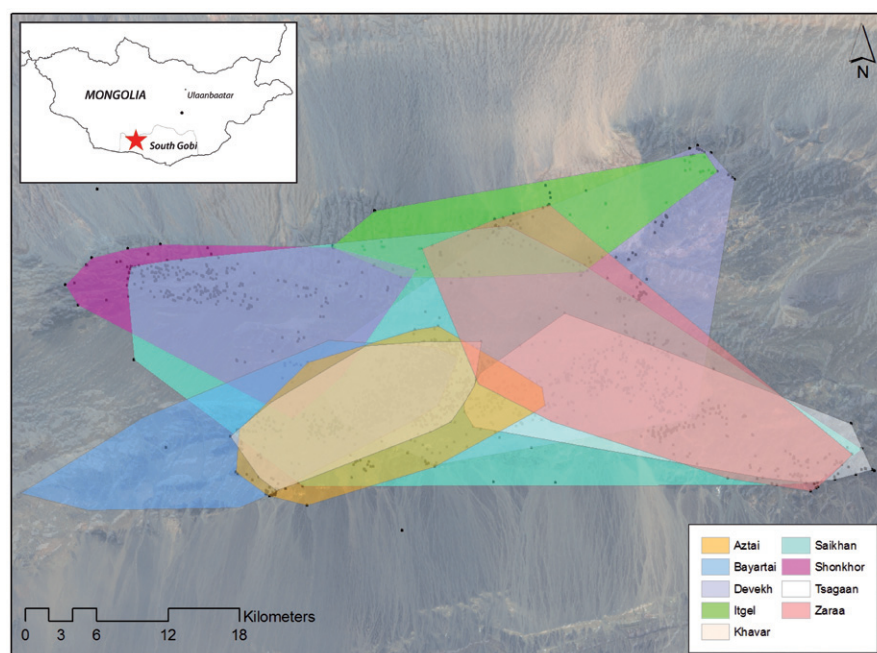 MONGOLIA
Ulaanbaatar
South Gobi
N
Aztai
Bayartai
Devekh
Itgel
Khavar
Saikhan
Shonkhor
Tsagaan
Zaraa
Kilometers
0 3 6 12 18